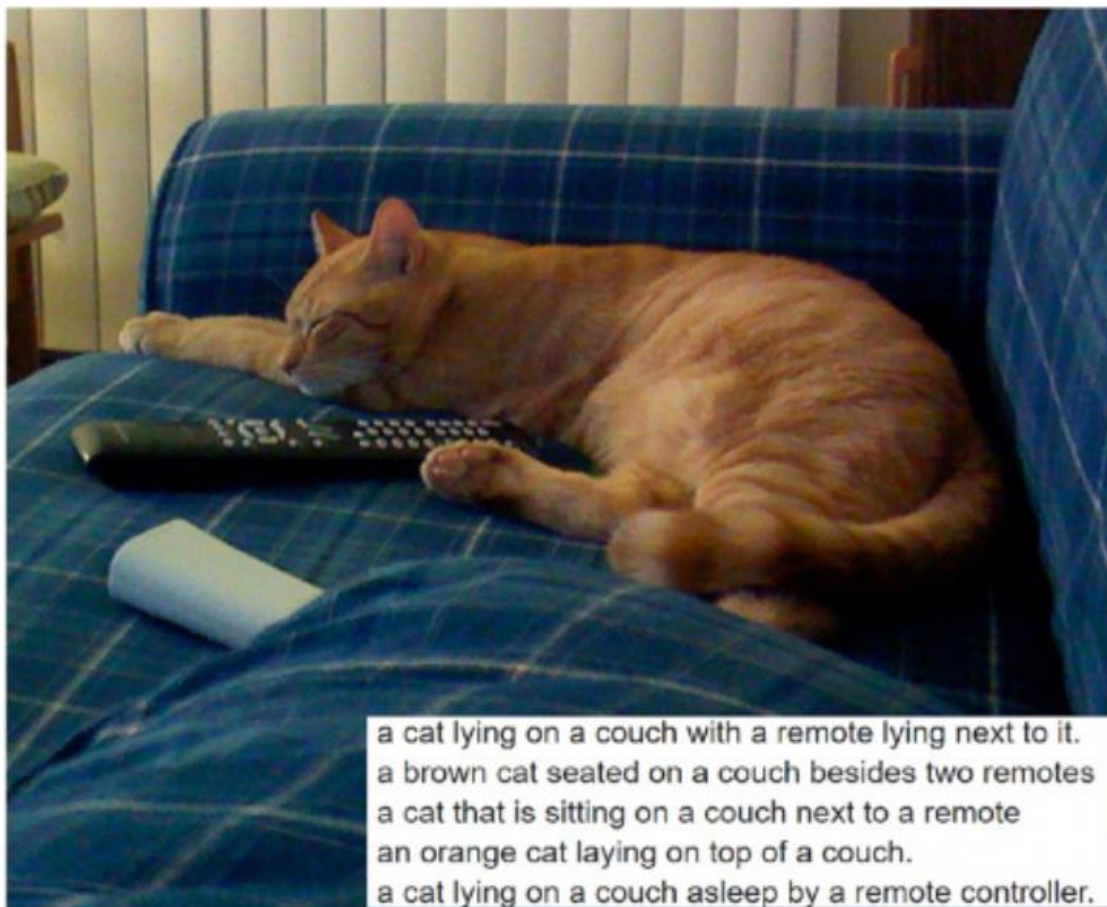 a cat lying on a couch with a remote lying next to it.
a brown cat seated on a couch besides two remotes
a cat that is sitting on a couch next to a remote
an orange cat laying on top of a couch.
a cat lying on a couch asleep by a remote controller.